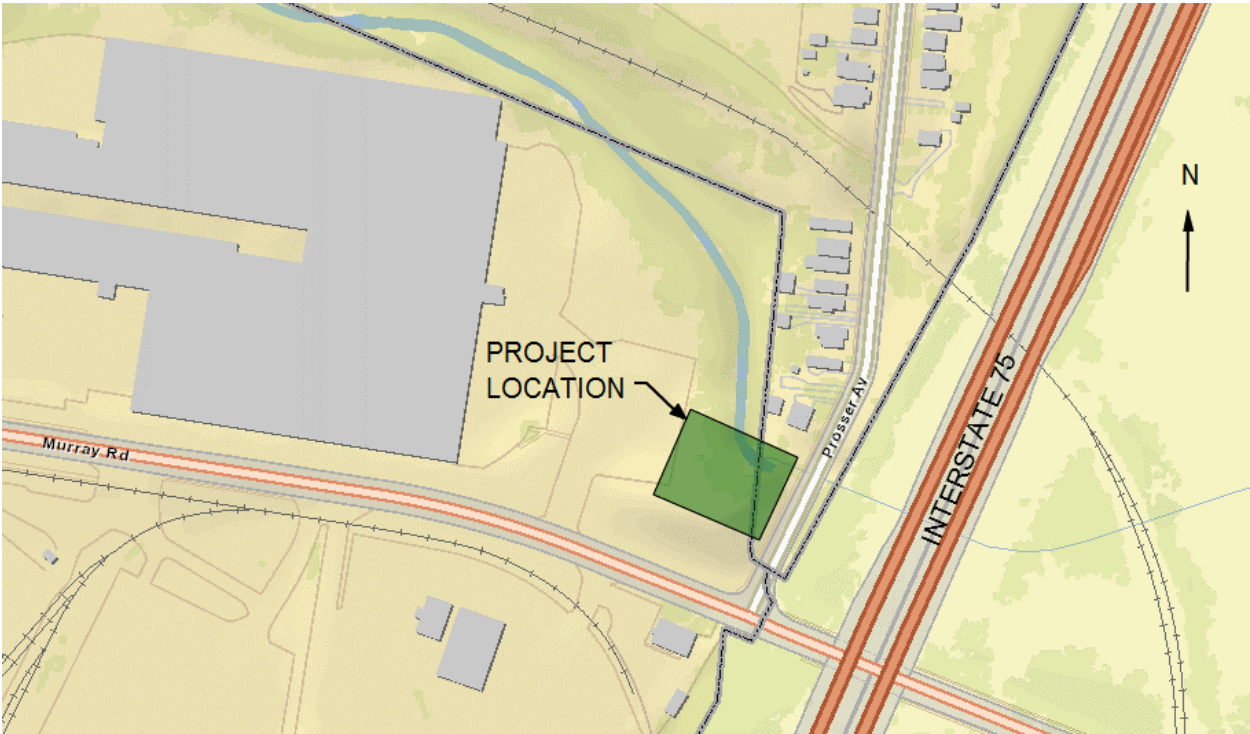 N
PROJECT
LOCATION
Murray Rd
Prosser Av
INTERSTATE 75